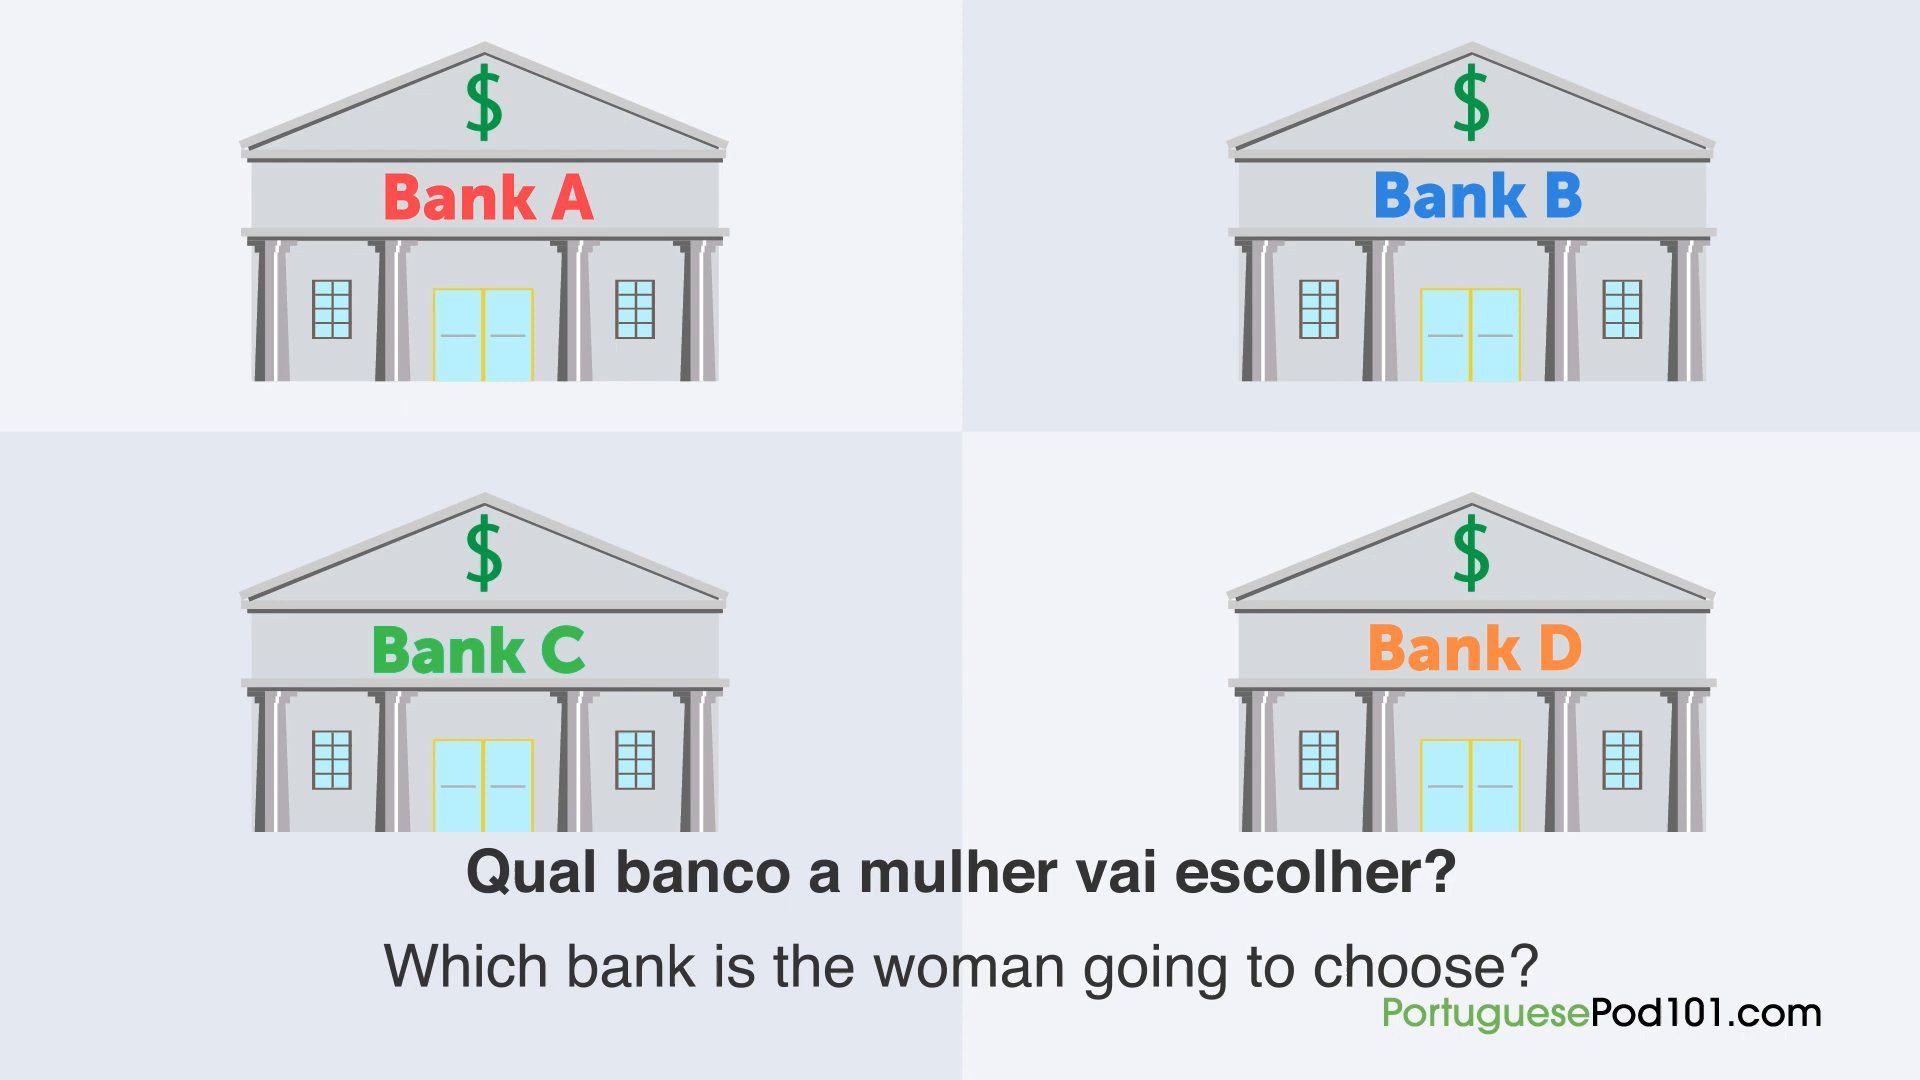 $
Bank A
$
Bank B
$
Bank C
$
Bank D
Qual banco a mulher vai escolher?
Which bank is the woman going to choose?
PortuguesePod101.com